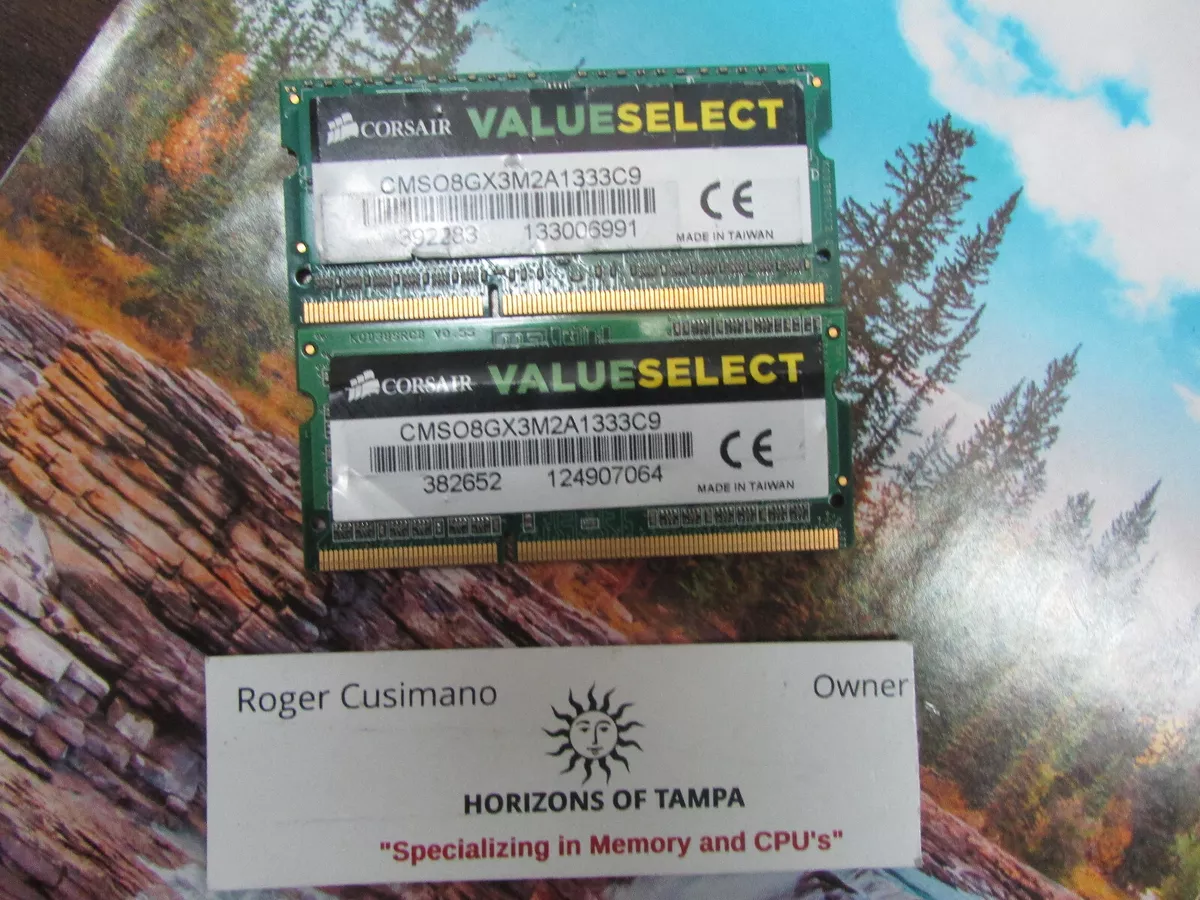 CORSAIR VALUESELECT
CMSO8GX3M2A1333C9
392283 133006991
CE
MADE IN TAIWAN
CORSAIR VALUESELECT
CMSO8GX3M2A1333C9
382652 124907064
CE
MADE IN TAIWAN
Roger Cusimano
Owner
HORIZONS OF TAMPA
"Specializing in Memory and CPU's"